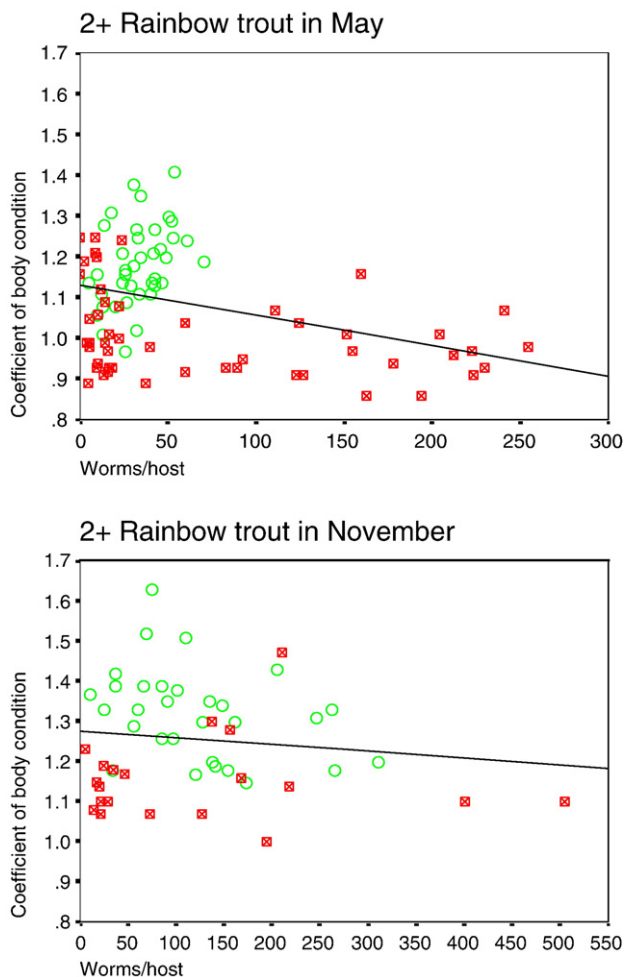 2+ Rainbow trout in May
1.7
1.6
1.5
1.4
1.3
1.2
1.1
1.0
.9
.8
Coefficient of body condition
0 50 100 150 200 250 300
Worms/host
2+ Rainbow trout in November
1.7
1.6
1.5
1.4
1.3
1.2
1.1
1.0
.9
.8
Coefficient of body condition
0 50 100 150 200 250 300 350 400 450 500 550
Worms/host